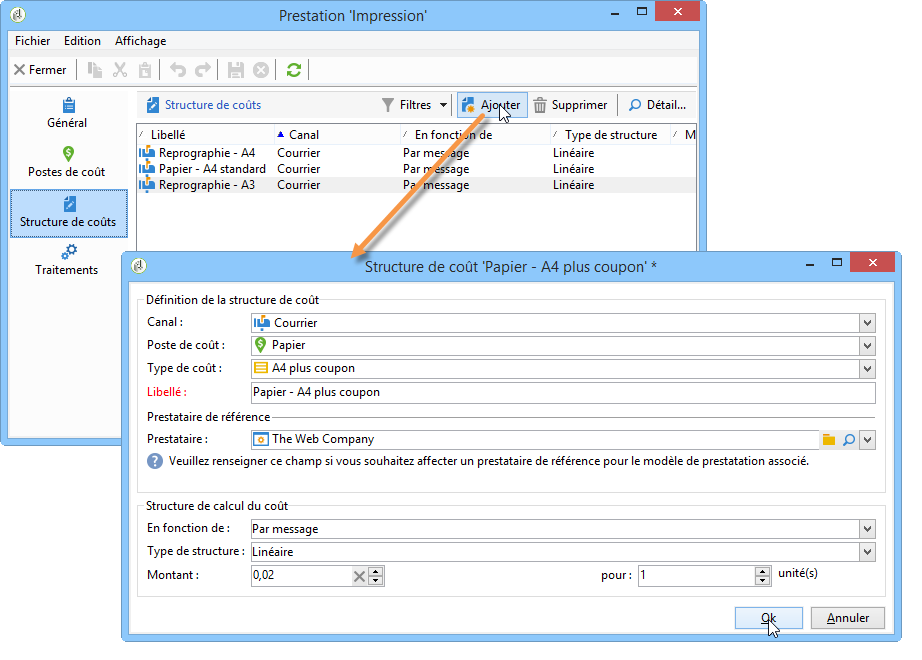 Prestation 'Impression'
Fichier Edition Affichage
Fermer
Général
Postes de coût
Structure de coûts
Traitements
Structure de coûts Filtres Ajouter Supprimer Détail...
Libellé Canal En fonction de Type de structure M
Reprographie - A4 Courrier Par message Linéaire
Papier - A4 standard Courrier Par message Linéaire
Reprographie - A3 Courrier Par message Linéaire
Structure de coût 'Papier - A4 plus coupon' *
Définition de la structure de coût
Canal : Courrier
Poste de coût : Papier
Type de coût : A4 plus coupon
Libellé : Papier - A4 plus coupon
Prestataire de référence
Prestataire : The Web Company
Veuillez renseigner ce champ si vous souhaitez affecter un prestataire de référence pour le modèle de prestatation associé.
Structure de calcul du coût
En fonction de : Par message
Type de structure : Linéaire
Montant : 0,02 pour : 1 unité(s)
Ok Annuler